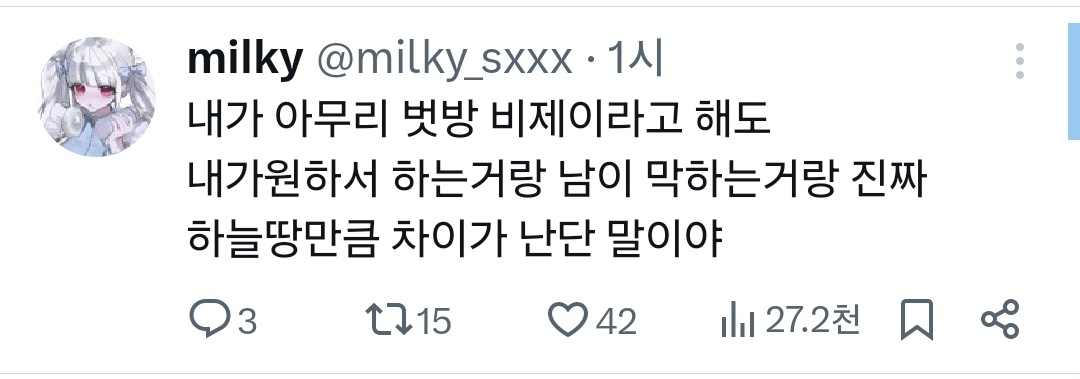 milky @milky_sxxx · 1시
내가 아무리 벗방 비제이라고 해도
내가원하서 하는거랑 남이 막하는거랑 진짜
하늘땅만큼 차이가 난단 말이야
3 15 42 27.2천